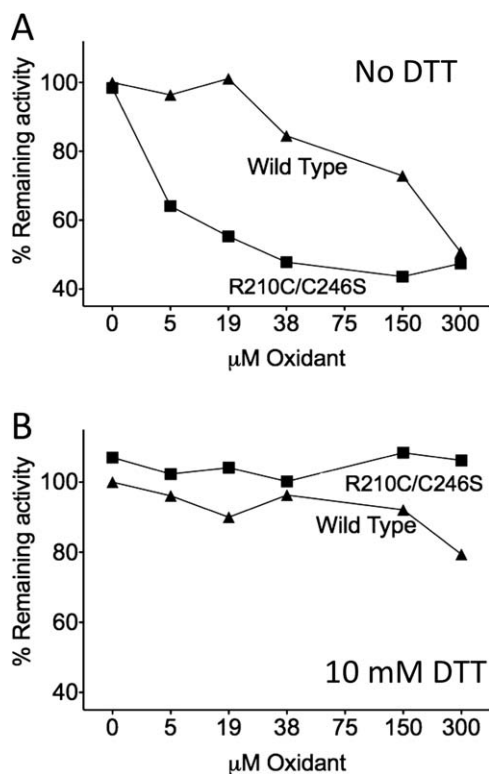 A
No DTT
% Remaining activity
100
80
60
40
Wild Type
R210C/C246S
0 5 19 38 75 150 300
μM Oxidant
B
% Remaining activity
100
80
60
40
R210C/C246S
Wild Type
10 mM DTT
0 5 19 38 75 150 300
μM Oxidant